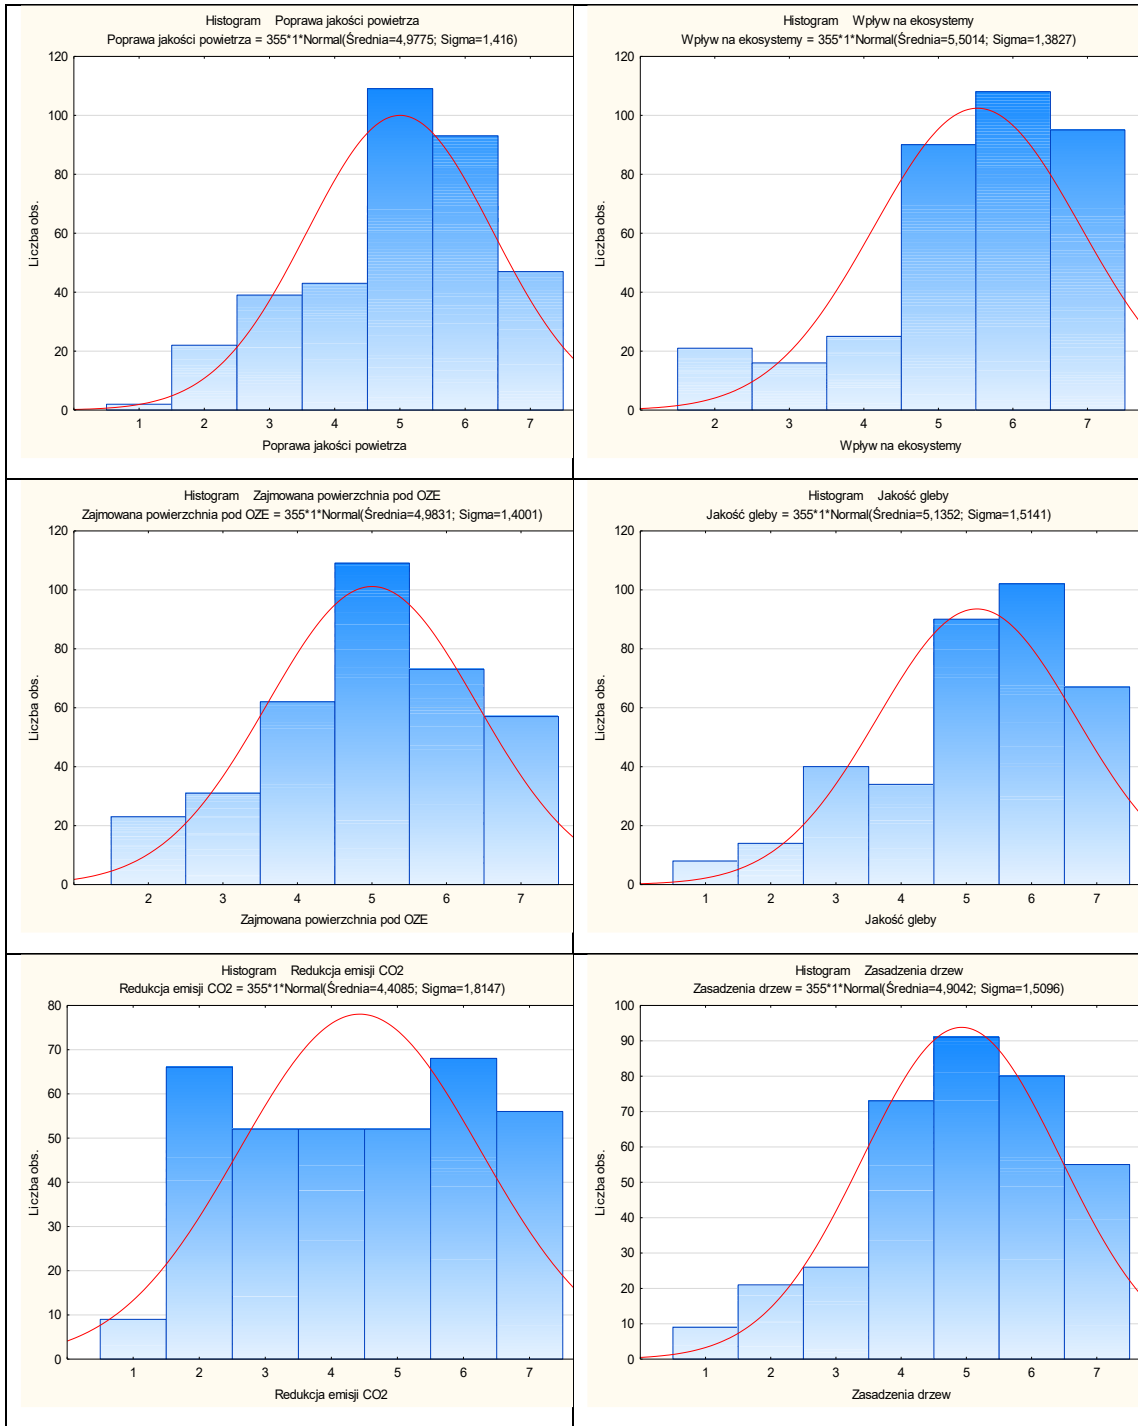 Histogram Poprawa jakości powietrza
Poprawa jakości powietrza = 355*1*Normal(Średnia=4,9775; Sigma=1,416)
120
100
80
60
40
20
0
Liczba obs.
1 2 3 4 5 6 7
Poprawa jakości powietrza
Histogram Wpływ na ekosystemy
Wpływ na ekosystemy = 355*1*Normal(Średnia=5,5014; Sigma=1,3827)
120
100
80
60
40
20
0
Liczba obs.
2 3 4 5 6 7
Wpływ na ekosystemy
Histogram Zajmowana powierzchnia pod OZE
Zajmowana powierzchnia pod OZE = 355*1*Normal(Średnia=4,9831; Sigma=1,4001)
120
100
80
60
40
20
0
Liczba obs.
2 3 4 5 6 7
Zajmowana powierzchnia pod OZE
Histogram Jakość gleby
Jakość gleby = 355*1*Normal(Średnia=5,1352; Sigma=1,5141)
120
100
80
60
40
20
0
Liczba obs.
1 2 3 4 5 6 7
Jakość gleby
Histogram Redukcja emisji CO2
Redukcja emisji CO2 = 355*1*Normal(Średnia=4,4085; Sigma=1,8147)
80
70
60
50
40
30
20
10
0
Liczba obs.
1 2 3 4 5 6 7
Redukcja emisji CO2
Histogram Zasadzenia drzew
Zasadzenia drzew = 355*1*Normal(Średnia=4,9042; Sigma=1,5096)
100
90
80
70
60
50
40
30
20
10
0
Liczba obs.
1 2 3 4 5 6 7
Zasadzenia drzew